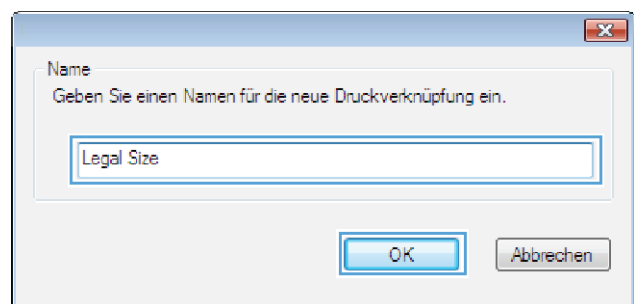 Name
Geben Sie einen Namen für die neue Druckverknüpfung ein.
Legal Size
OK
Abbrechen